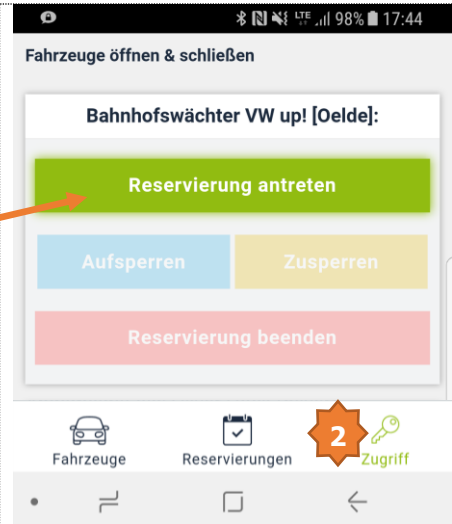 LTE 98% 17:44
Fahrzeuge öffnen & schließen
Bahnhofswächter VW up! [Oelde]:
Reservierung antreten
Aufsperren Zusperren
Reservierung beenden
2
Fahrzeuge Reservierungen Zugriff